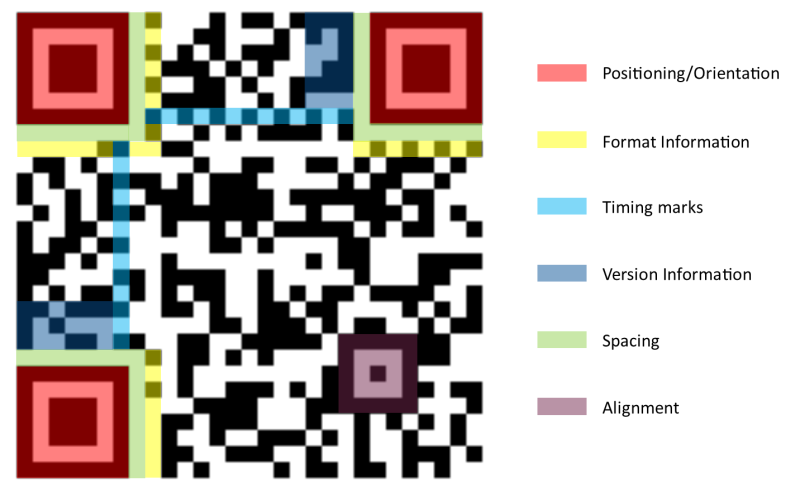 Positioning/Orientation
Format Information
Timing marks
Version Information
Spacing
Alignment